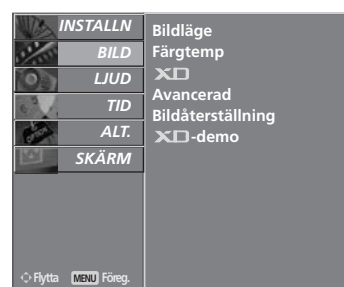 INSTALLN
BILD
LJUD
TID
ALT.
SKÄRM
Bildläge
Färgtemp
XD
Avancerad
Bildåterställning
XD-demo
Flytta MENU Föreg.